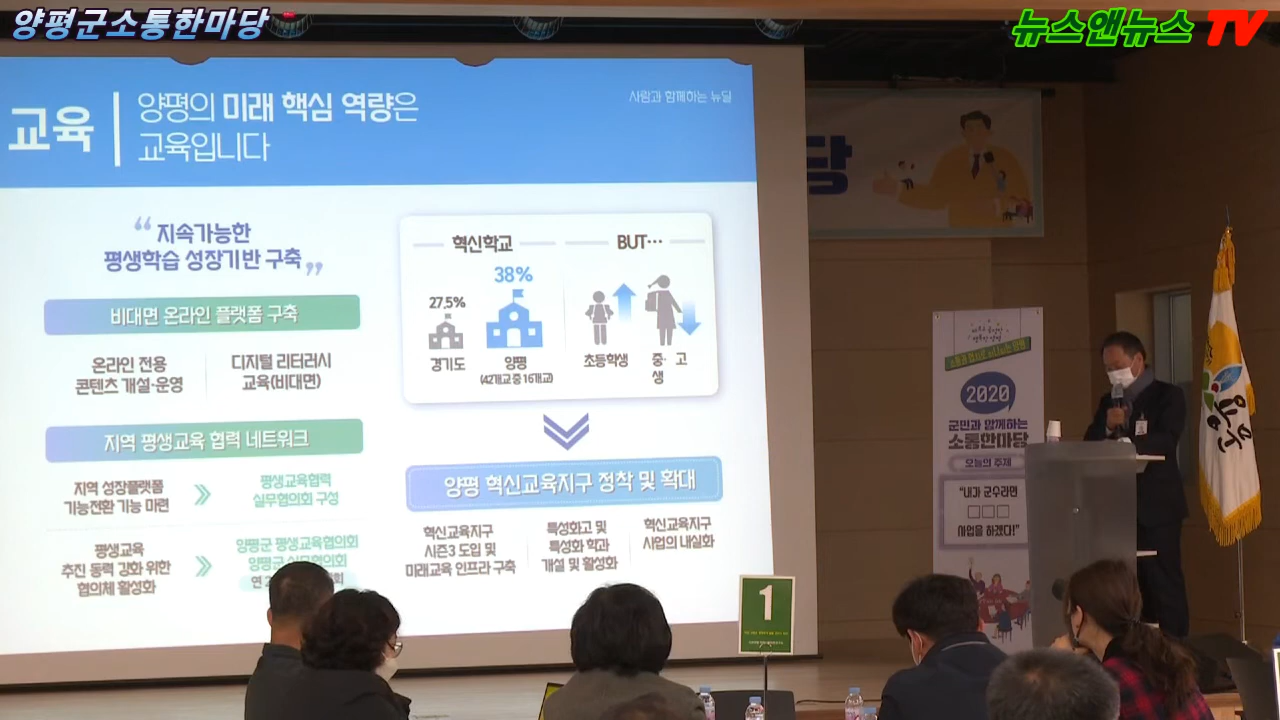 양평군소통한마당
뉴스앤뉴스 TV
교육
양평의 미래 핵심 역량은
교육입니다
사람과 함께하는 뉴딜
“지속가능한
평생학습 성장기반 구축”
비대면 온라인 플랫폼 구축
온라인 전용
콘텐츠 개설·운영
디지털 리터러시
교육(비대면)
지역 평생교육 협력 네트워크
지역 성장플랫폼
기능전환 기능 마련
평생교육협력
실무협의회 구성
평생교육
추진 동력 강화 위한
협의체 활성화
양평군 평생교육협의회
양평군 실무협의회
연
혁신학교
27.5%
경기도
38%
양평
(42개교 중 16개교)
BUT…
초등학생
중·고
생
양평 혁신교육지구 정착 및 확대
혁신교육지구
시즌3 도입 및
미래교육 인프라 구축
특성화고 및
특성화 학과
개설 및 활성화
혁신교육지구
사업의 내실화
당
2020
군민과 함께하는
소통한마당
오늘의 주제
“내가 군수라면
□□□
사업을 하겠다!”
양평
1